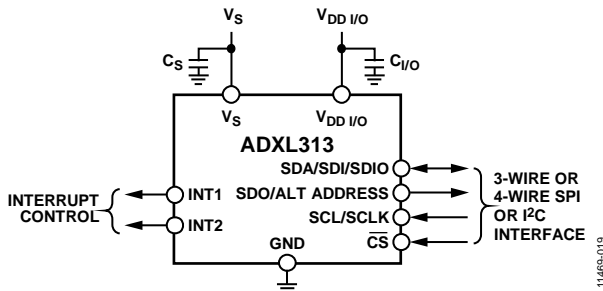 VS
VDD I/O
CS
CI/O
VS
VDD I/O
ADXL313
SDA/SDI/SDIO
SDO/ALT ADDRESS
SCL/SCLK
CS
INT1
INT2
GND
INTERRUPT
CONTROL
3-WIRE OR
4-WIRE SPI
OR I2C
INTERFACE
11469-019